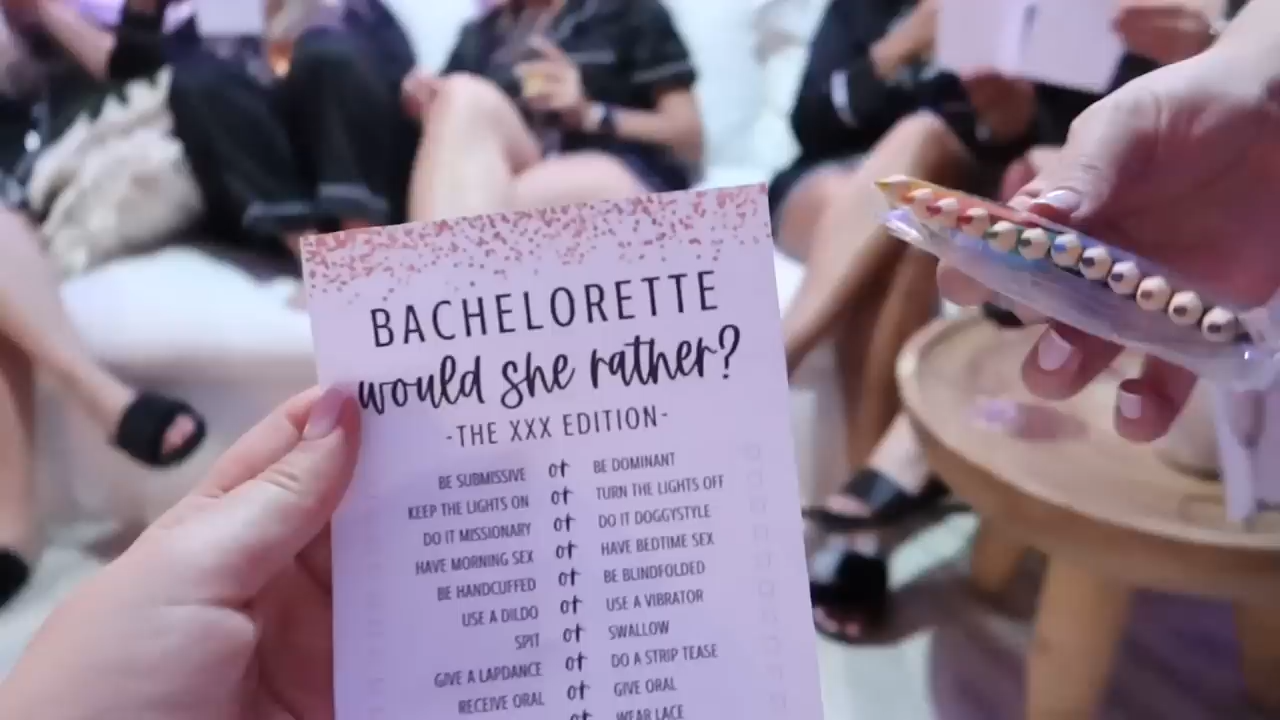 BACHELORETTE
would she rather?
-THE XXX EDITION-
BE SUBMISSIVE or BE DOMINANT
KEEP THE LIGHTS ON or TURN THE LIGHTS OFF
DO IT MISSIONARY or DO IT DOGGYSTYLE
HAVE MORNING SEX or HAVE BEDTIME SEX
BE HANDCUFFED or BE BLINDFOLDED
USE A DILDO or USE A VIBRATOR
SPIT or SWALLOW
GIVE A LAPDANCE or DO A STRIP TEASE
RECEIVE ORAL or GIVE ORAL
or WEAR LACE